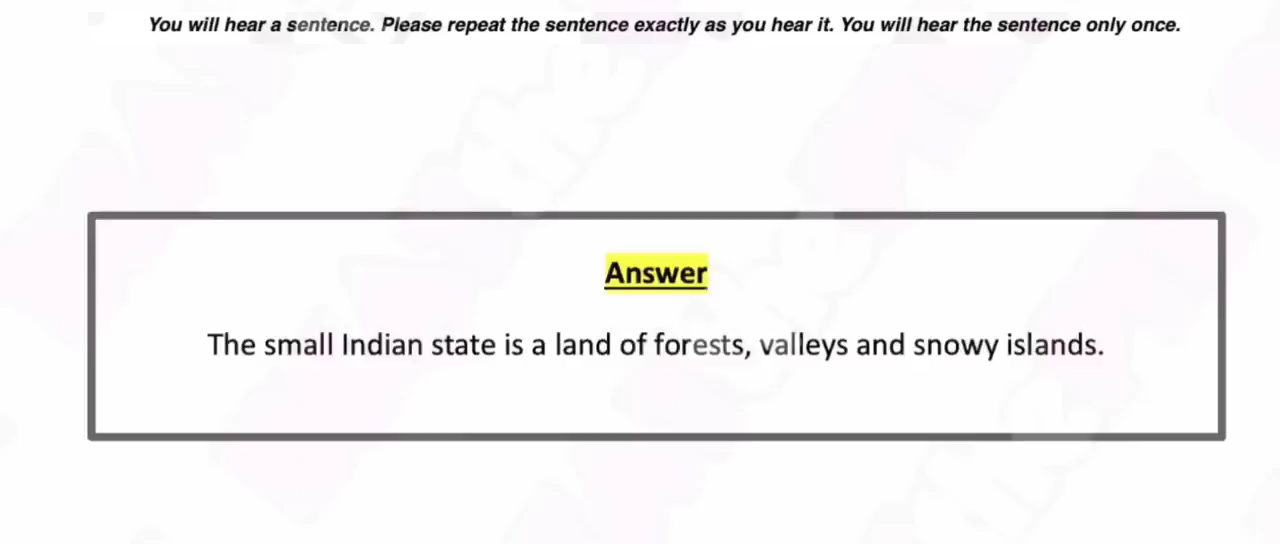 You will hear a sentence. Please repeat the sentence exactly as you hear it. You will hear the sentence only once.
Answer
The small Indian state is a land of forests, valleys and snowy islands.